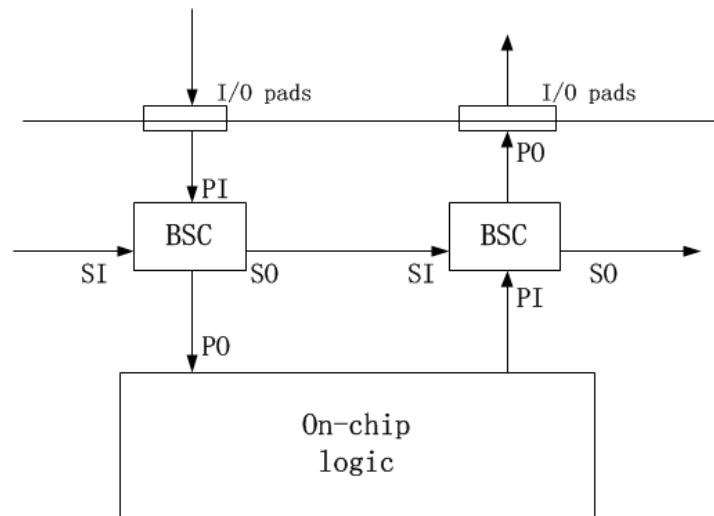 I/O pads
I/O pads
PO
PI
BSC
BSC
SI
SO
SI
SO
PI
PO
On-chip
logic